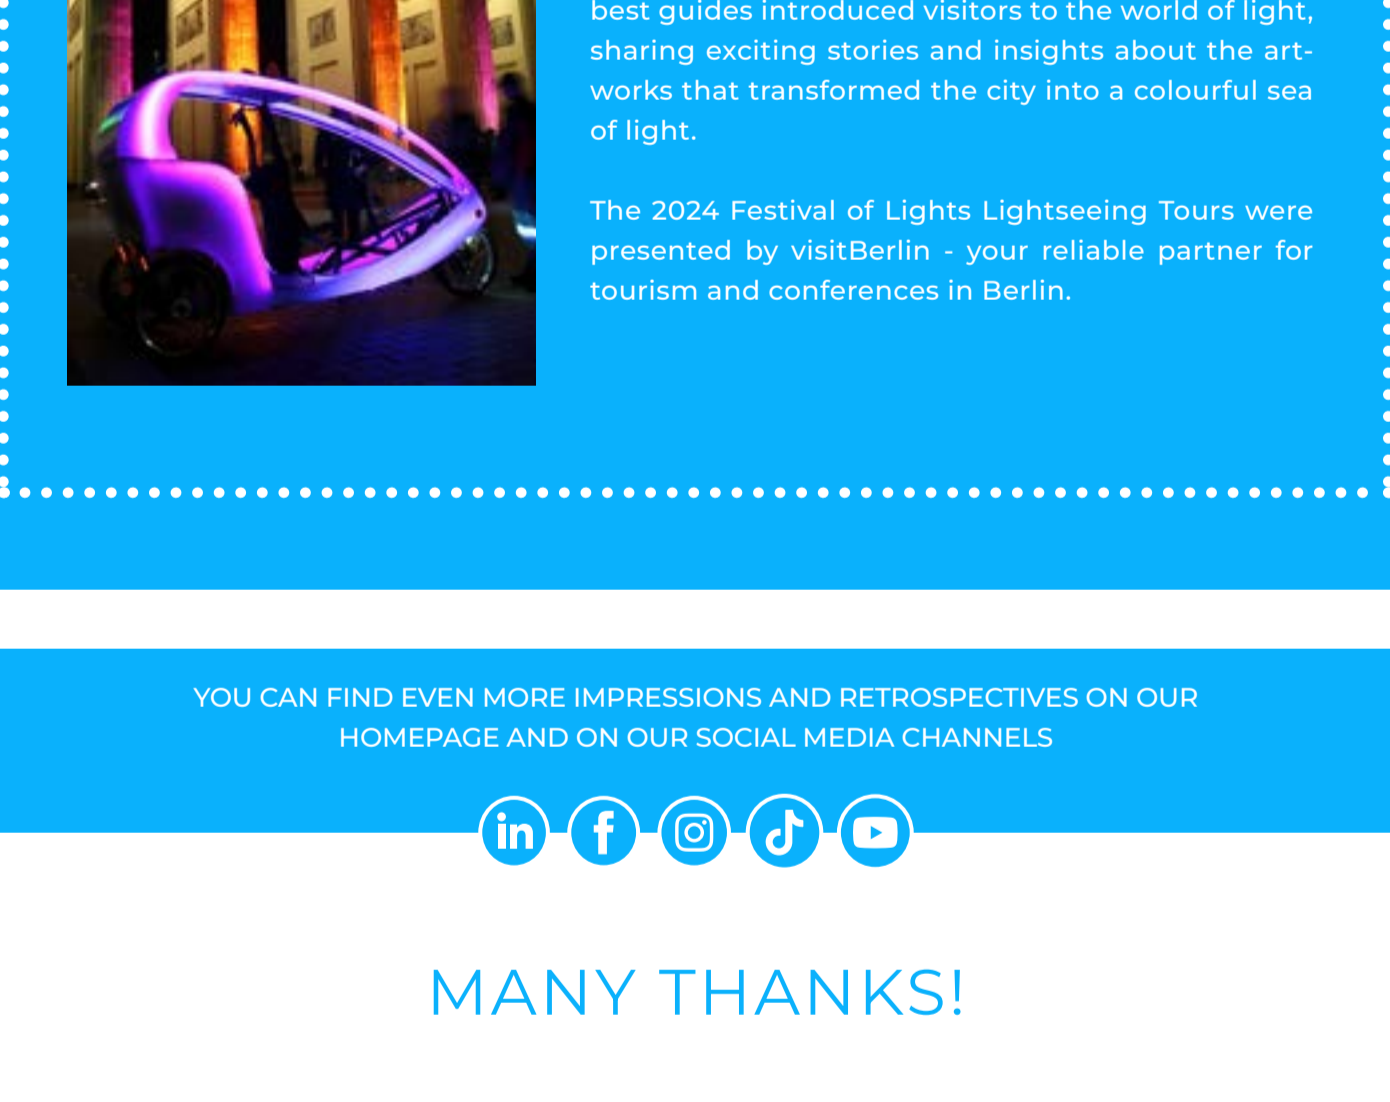 best guides introduced visitors to the world of light,
sharing exciting stories and insights about the art-
works that transformed the city into a colourful sea
of light.
The 2024 Festival of Lights Lightseeing Tours were
presented by visitBerlin - your reliable partner for
tourism and conferences in Berlin.
YOU CAN FIND EVEN MORE IMPRESSIONS AND RETROSPECTIVES ON OUR
HOMEPAGE AND ON OUR SOCIAL MEDIA CHANNELS
MANY THANKS!